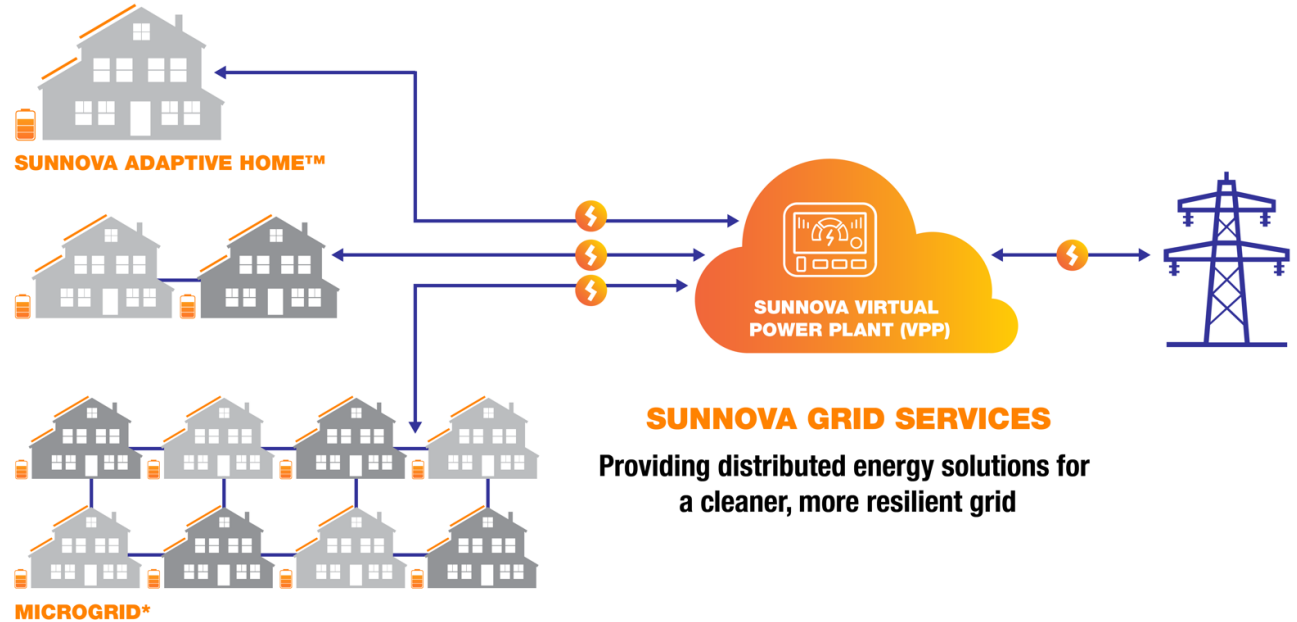 SUNNOVA ADAPTIVE HOME™
SUNNOVA VIRTUAL
POWER PLANT (VPP)
SUNNOVA GRID SERVICES
Providing distributed energy solutions for
a cleaner, more resilient grid
MICROGRID*